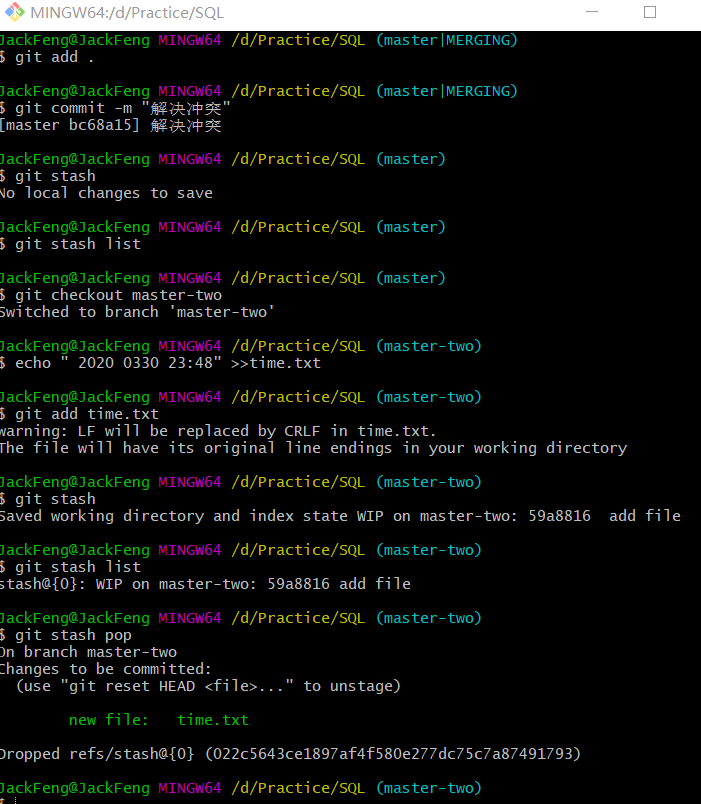 MINGW64:/d/Practice/SQL
JackFeng@JackFeng MINGW64 /d/Practice/SQL (master|MERGING)
$ git add .
JackFeng@JackFeng MINGW64 /d/Practice/SQL (master|MERGING)
$ git commit -m "解决冲突"
[master bc68a15] 解决冲突
JackFeng@JackFeng MINGW64 /d/Practice/SQL (master)
$ git stash
No local changes to save
JackFeng@JackFeng MINGW64 /d/Practice/SQL (master)
$ git stash list
JackFeng@JackFeng MINGW64 /d/Practice/SQL (master)
$ git checkout master-two
Switched to branch 'master-two'
JackFeng@JackFeng MINGW64 /d/Practice/SQL (master-two)
$ echo " 2020 0330 23:48" >>time.txt
JackFeng@JackFeng MINGW64 /d/Practice/SQL (master-two)
$ git add time.txt
warning: LF will be replaced by CRLF in time.txt.
The file will have its original line endings in your working directory
JackFeng@JackFeng MINGW64 /d/Practice/SQL (master-two)
$ git stash
Saved working directory and index state WIP on master-two: 59a8816  add file
JackFeng@JackFeng MINGW64 /d/Practice/SQL (master-two)
$ git stash list
stash@{0}: WIP on master-two: 59a8816 add file
JackFeng@JackFeng MINGW64 /d/Practice/SQL (master-two)
$ git stash pop
On branch master-two
Changes to be committed:
  (use "git reset HEAD <file>..." to unstage)
        new file:   time.txt
Dropped refs/stash@{0} (022c5643ce1897af4f580e277dc75c7a87491793)
JackFeng@JackFeng MINGW64 /d/Practice/SQL (master-two)
$